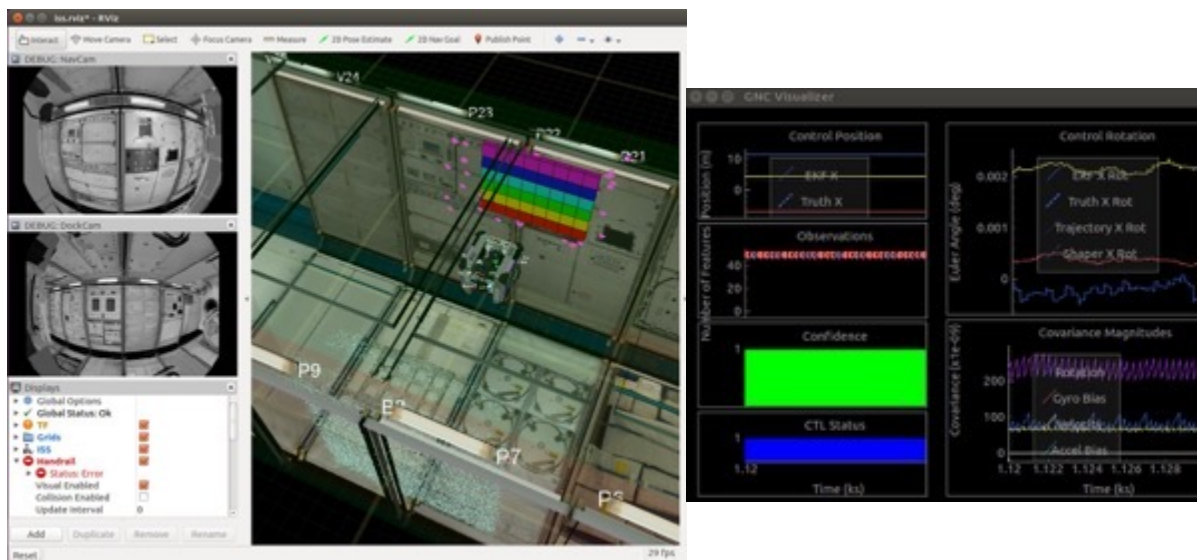 iss.rviz* - RViz
Interact Move Camera Select Focus Camera Measure 2D Pose Estimate 2D Nav Goal Publish Point
DEBUG: NavCam
DEBUG: DockCam
Displays
Global Options
Global Status: Ok
TF
Grids
ISS
Handrail
Status: Error
Visual Enabled
Collision Enabled
Update Interval 0
Add Duplicate Remove Rename
Reset
29 fps
V24
P23
P22
P21
P9
P7
GNC Visualizer
Control Position
Position (m)
10
0
EKF X
Truth X
Observations
Number of Features
40
20
0
Confidence
1
CTL Status
1
1.12
Time (ks)
Control Rotation
Euler Angle (deg)
0.002
0.001
0
EKF X Rot
Truth X Rot
Trajectory X Rot
Shaper X Rot
Covariance Magnitudes
Covariance (x1e-09)
200
100
0
Rotation
Gyro Bias
Velocity
Accel Bias
1.12 1.122 1.124 1.126 1.128
Time (ks)